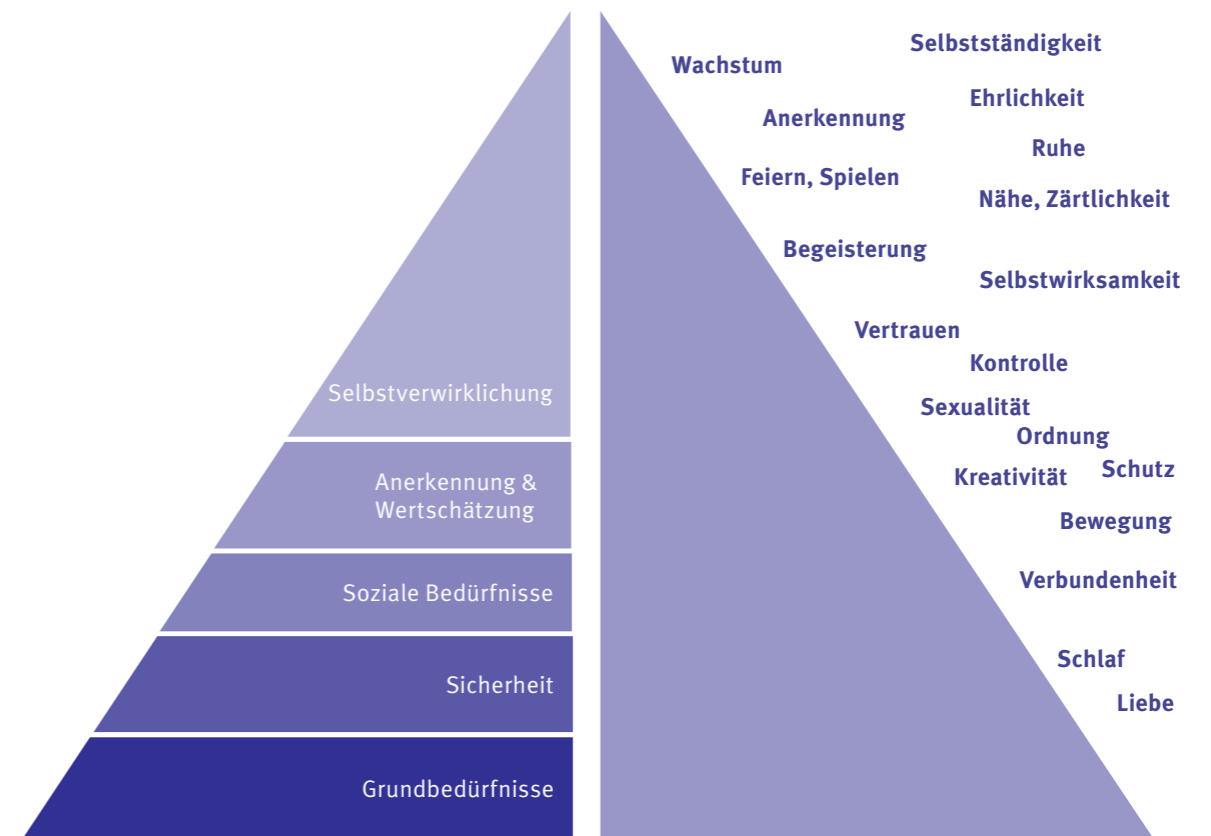 Selbstverwirklichung
Anerkennung &
Wertschätzung
Soziale Bedürfnisse
Sicherheit
Grundbedürfnisse
Selbstständigkeit
Wachstum
Ehrlichkeit
Anerkennung
Ruhe
Feiern, Spielen
Nähe, Zärtlichkeit
Begeisterung
Selbstwirksamkeit
Vertrauen
Kontrolle
Sexualität
Ordnung
Schutz
Kreativität
Bewegung
Verbundenheit
Schlaf
Liebe